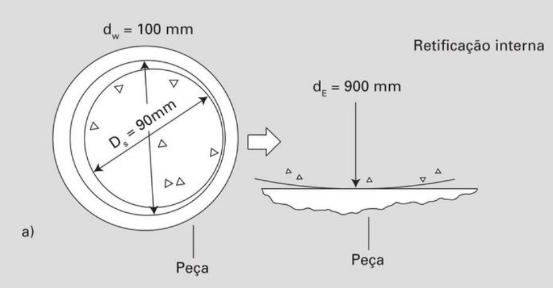 d_w = 100 mm
Retificação interna
d_E = 900 mm
D_s = 90mm
a)
Peça
Peça